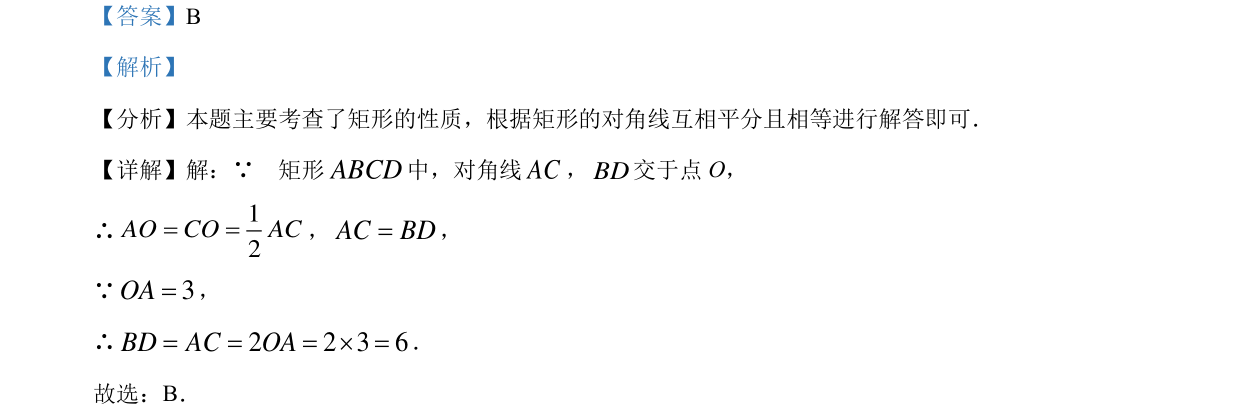 【答案】B
【解析】
【分析】本题主要考查了矩形的性质，根据矩形的对角线互相平分且相等进行解答即可．
【详解】解：∵ 矩形ABCD中，对角线AC，BD交于点O，
∴AO=CO=1/2AC，AC=BD，
∵OA=3，
∴BD=AC=2OA=2×3=6．
故选：B．